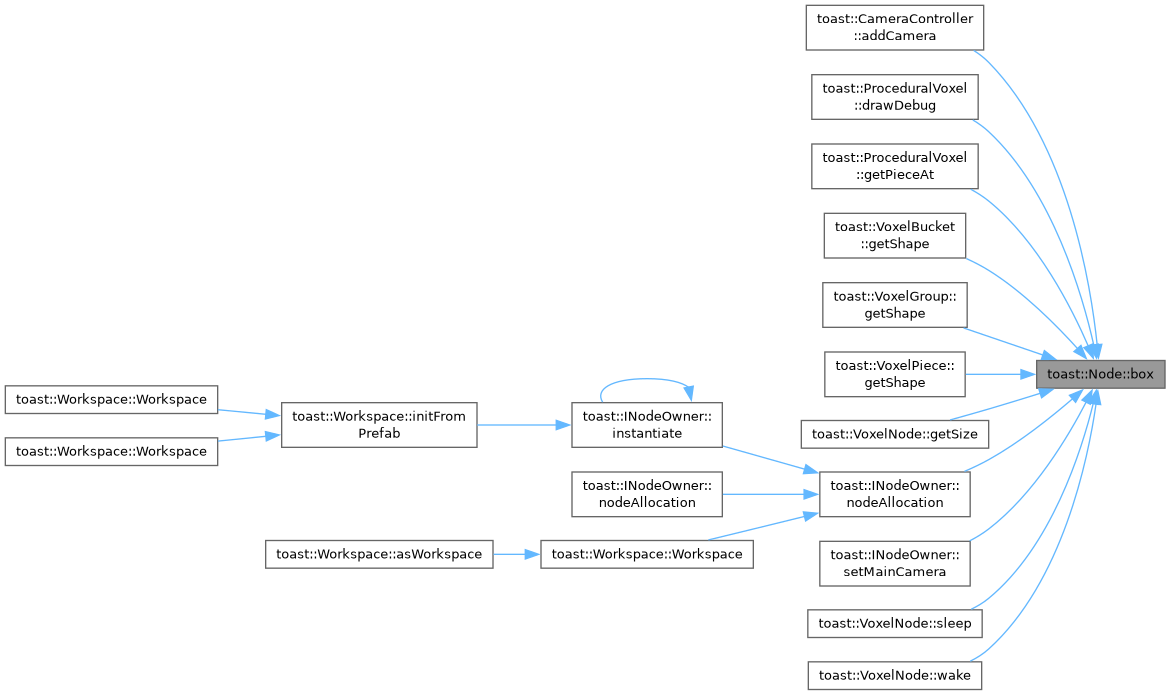 toast::CameraController
::addCamera
toast::ProceduralVoxel
::drawDebug
toast::ProceduralVoxel
::getPieceAt
toast::VoxelBucket
::getShape
toast::VoxelGroup::
getShape
toast::VoxelPiece::
getShape
toast::Node::box
toast::Workspace::Workspace
toast::Workspace::Workspace
toast::Workspace::initFrom
Prefab
toast::INodeOwner::
instantiate
toast::VoxelNode::getSize
toast::INodeOwner::
nodeAllocation
toast::INodeOwner::
nodeAllocation
toast::Workspace::asWorkspace
toast::Workspace::Workspace
toast::INodeOwner::
setMainCamera
toast::VoxelNode::sleep
toast::VoxelNode::wake